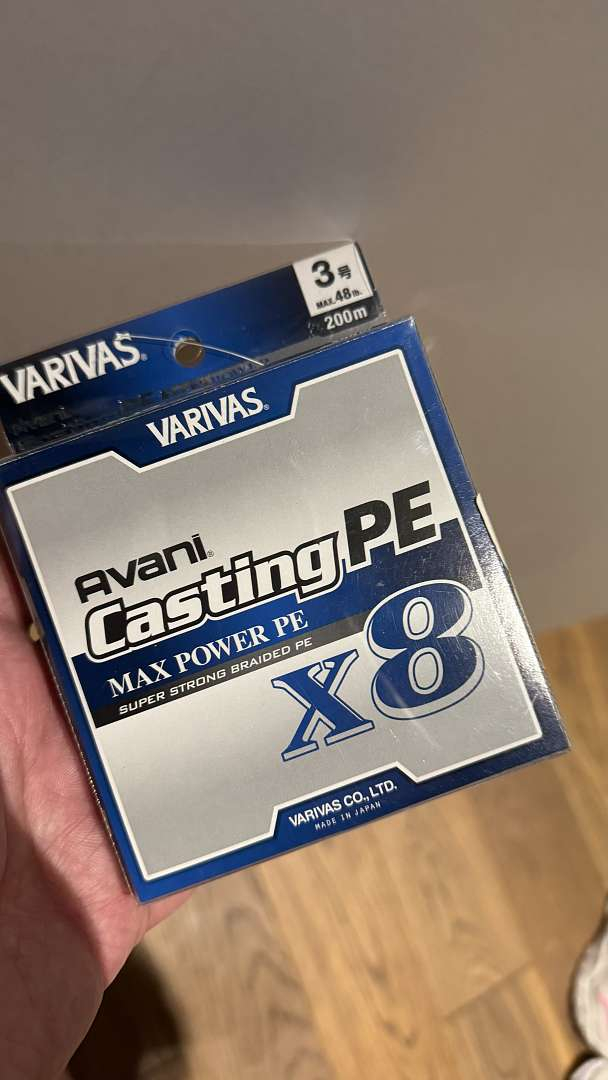 3号
MAX.48lb.
200m
VARIVAS®
VARIVAS®
Avani®
Casting PE
MAX POWER PE
SUPER STRONG BRAIDED PE
X8
VARIVAS CO., LTD.
MADE IN JAPAN